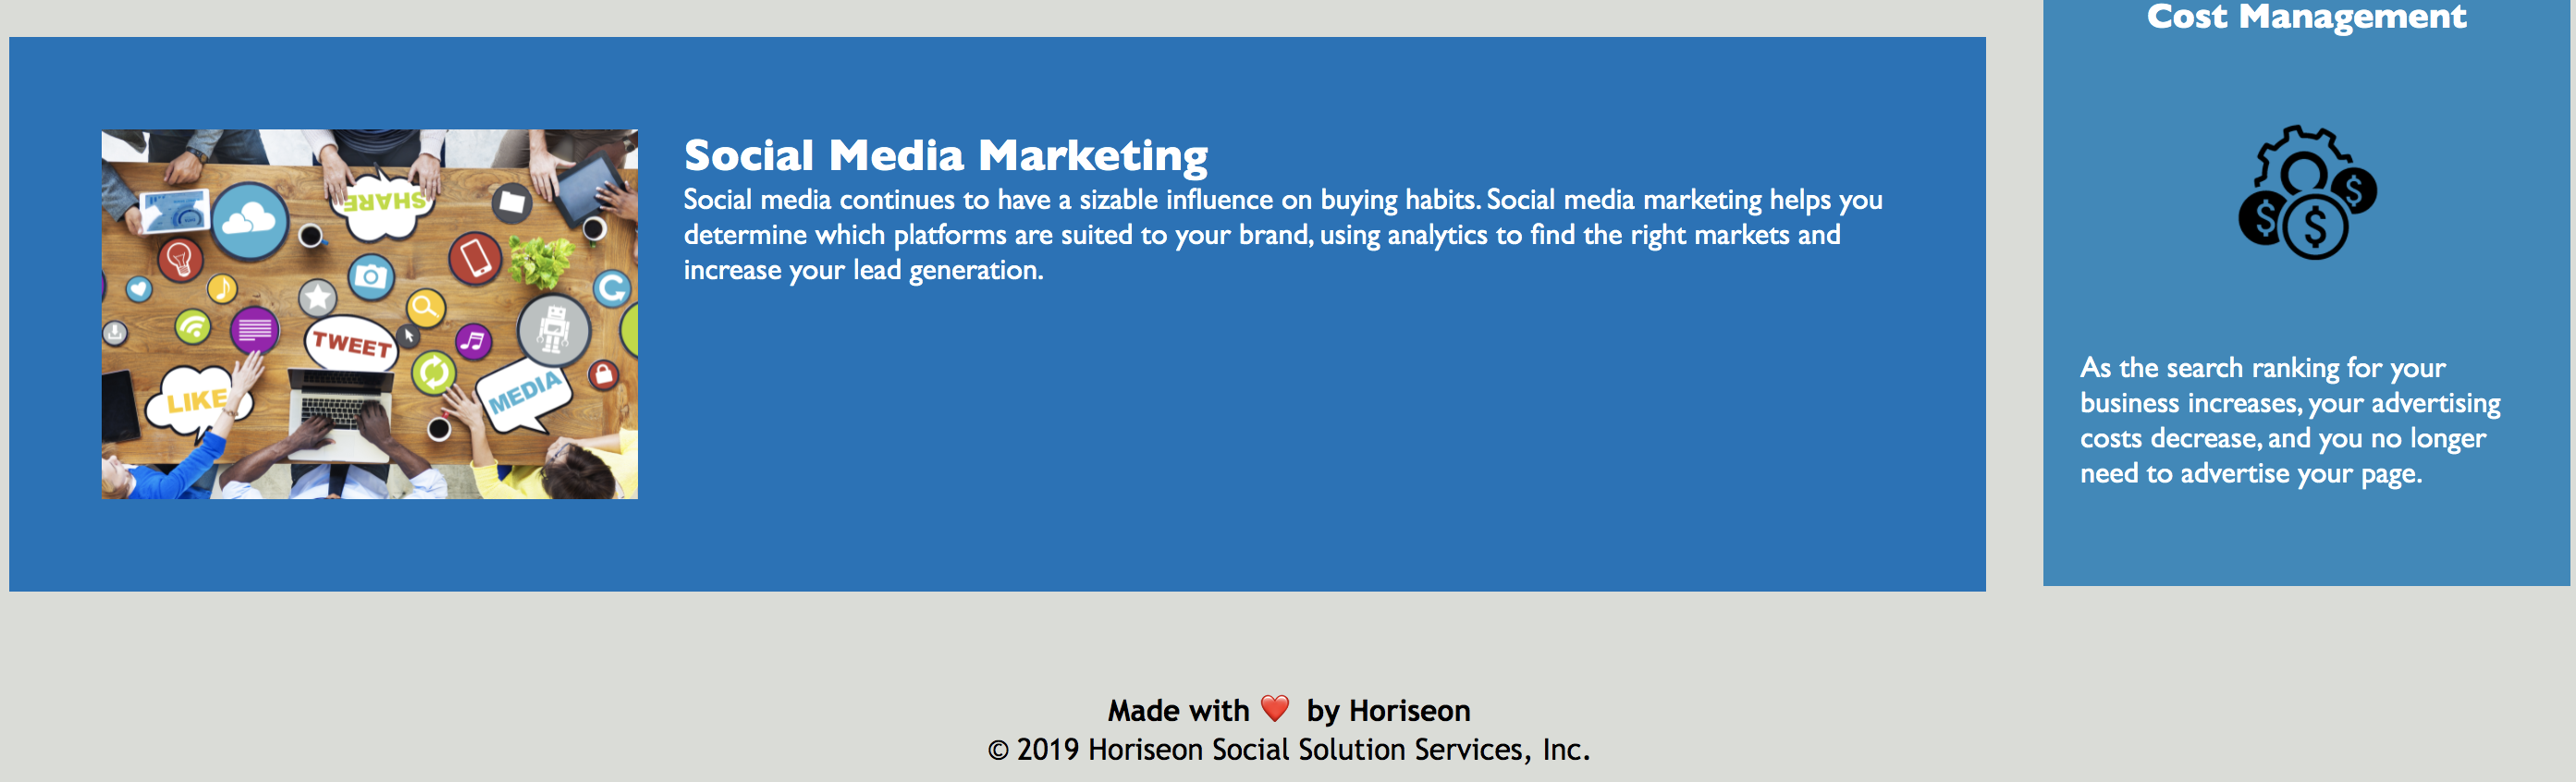 Cost Management
SHARE
TWEET
LIKE
MEDIA
Social Media Marketing
Social media continues to have a sizable influence on buying habits. Social media marketing helps you
determine which platforms are suited to your brand, using analytics to find the right markets and
increase your lead generation.
$
$
$
As the search ranking for your
business increases, your advertising
costs decrease, and you no longer
need to advertise your page.
Made with ❤️ by Horiseon
© 2019 Horiseon Social Solution Services, Inc.